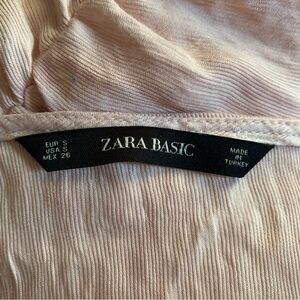 EUR S
USA S
MEX 26
ZARA BASIC
MADE
IN
TURKEY